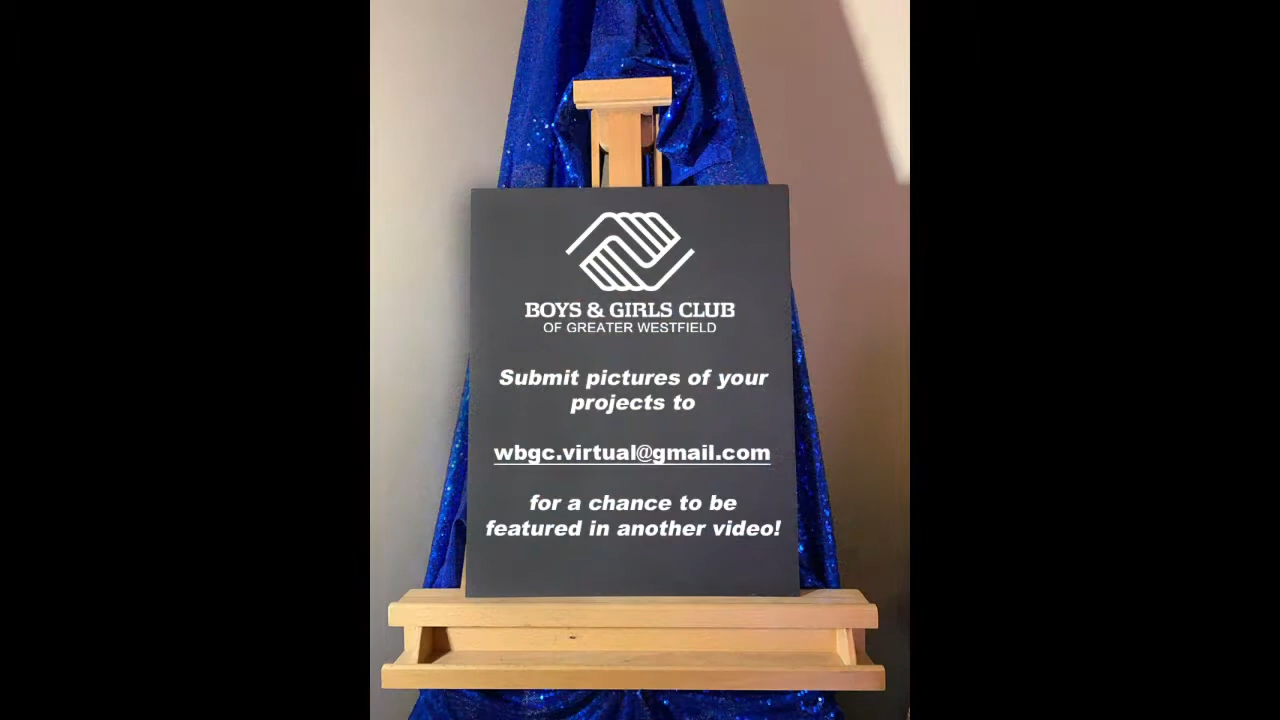 BOYS & GIRLS CLUB
OF GREATER WESTFIELD
Submit pictures of your
projects to
wbgc.virtual@gmail.com
for a chance to be
featured in another video!